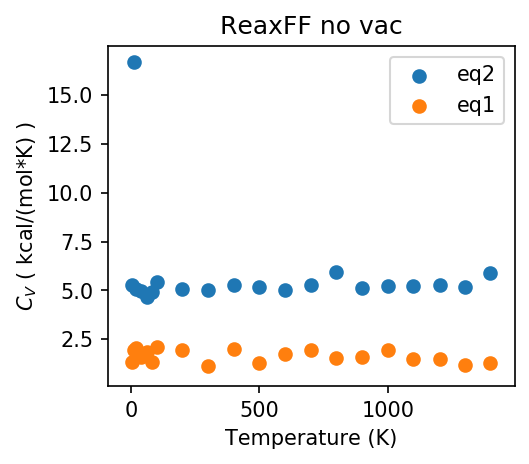 ReaxFF no vac
eq2
eq1
C_V ( kcal/(mol*K) )
15.0
12.5
10.0
7.5
5.0
2.5
0
500
1000
Temperature (K)